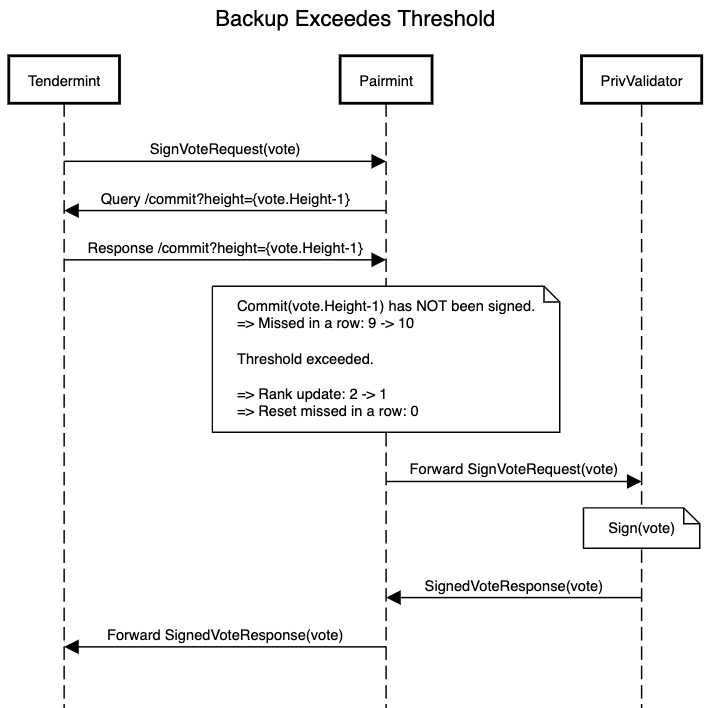 Backup Exceedes Threshold
Tendermint
Pairmint
PrivValidator
SignVoteRequest(vote)
Query /commit?height={vote.Height-1}
Response /commit?height={vote.Height-1}
Commit(vote.Height-1) has NOT been signed.
=> Missed in a row: 9 -> 10
Threshold exceeded.
=> Rank update: 2 -> 1
=> Reset missed in a row: 0
Forward SignVoteRequest(vote)
Sign(vote)
SignedVoteResponse(vote)
Forward SignedVoteResponse(vote)